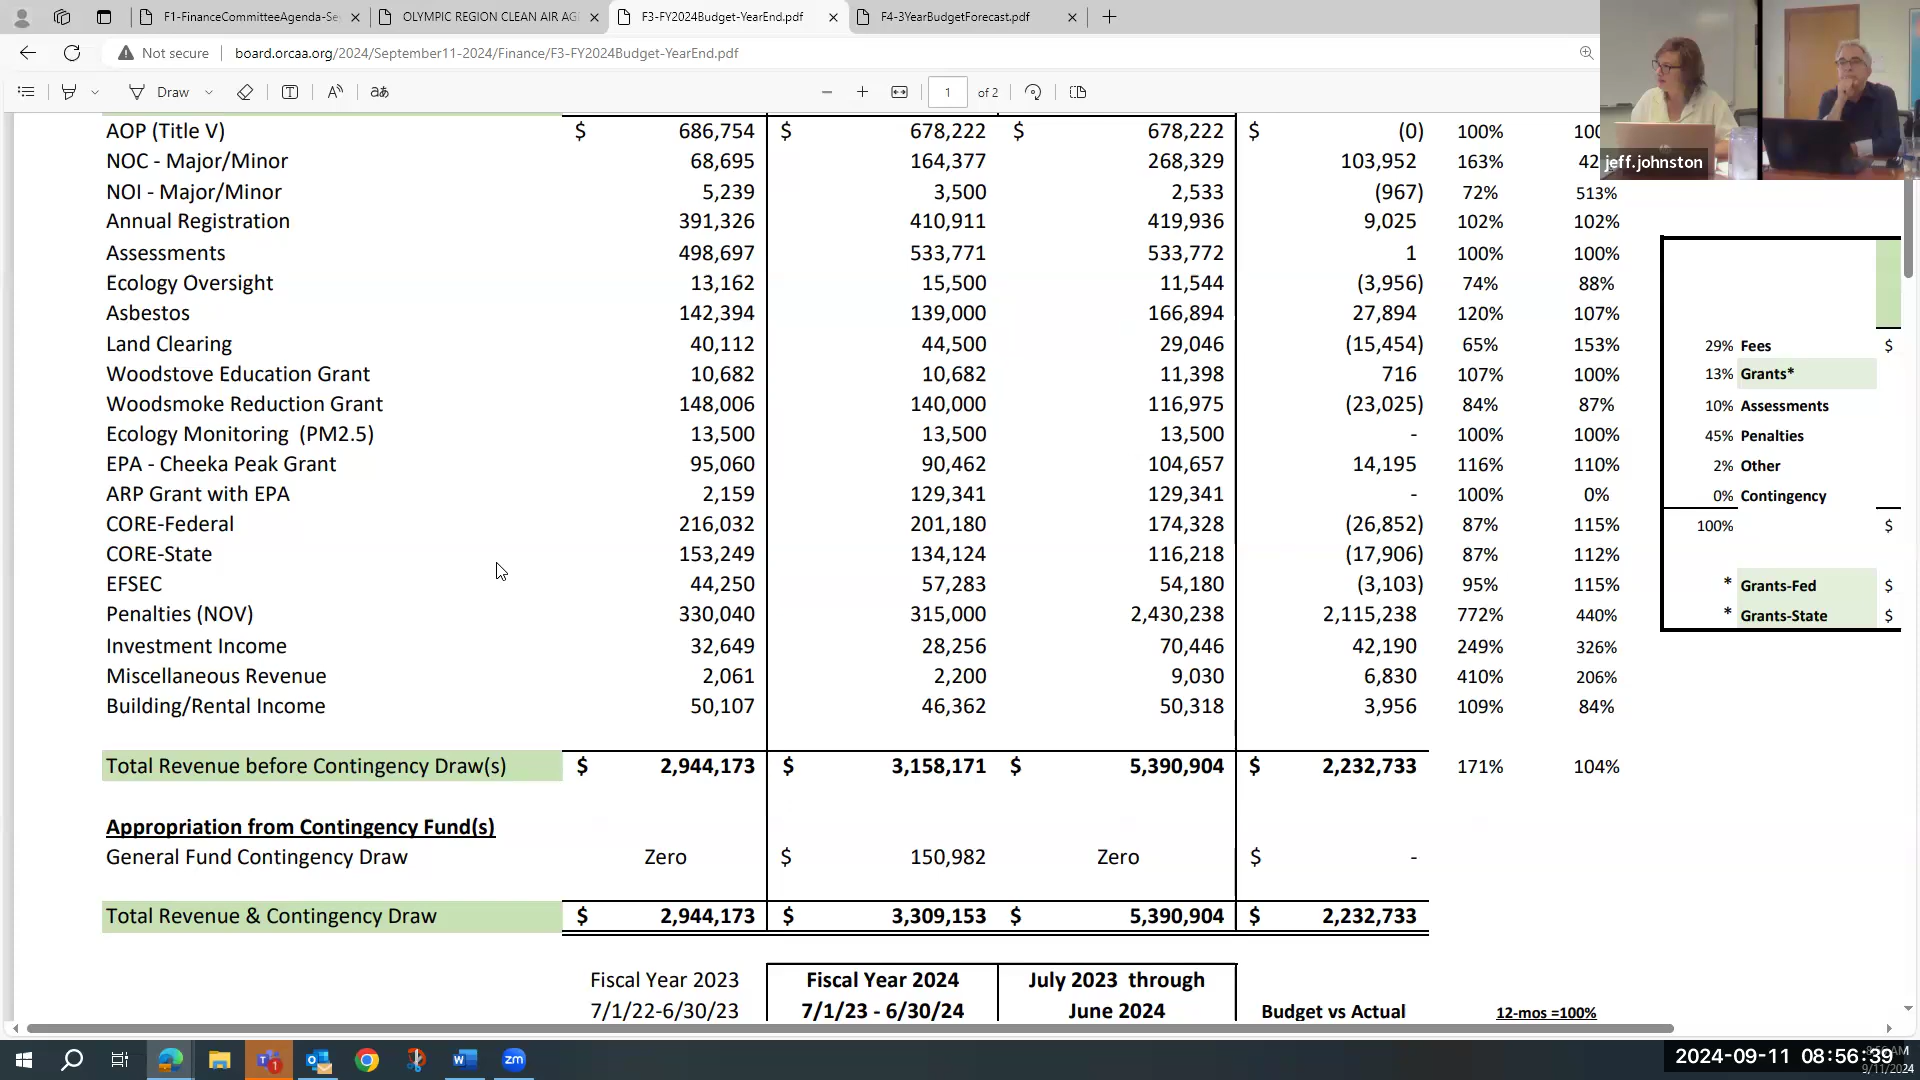 F1-FinanceCommitteeAgenda-Se
OLYMPIC REGION CLEAN AIR AG
F3-FY2024Budget-YearEnd.pdf
F4-3YearBudgetForecast.pdf
Not secure
board.orcaa.org/2024/September11-2024/Finance/F3-FY2024Budget-YearEnd.pdf
Draw
1 of 2
jeff.johnston
AOP (Title V) $ 686,754 $ 678,222 $ 678,222 $ (0) 100% 100
NOC - Major/Minor 68,695 164,377 268,329 103,952 163% 42
NOI - Major/Minor 5,239 3,500 2,533 (967) 72% 513%
Annual Registration 391,326 410,911 419,936 9,025 102% 102%
Assessments 498,697 533,771 533,772 1 100% 100%
Ecology Oversight 13,162 15,500 11,544 (3,956) 74% 88%
Asbestos 142,394 139,000 166,894 27,894 120% 107%
Land Clearing 40,112 44,500 29,046 (15,454) 65% 153%
Woodstove Education Grant 10,682 10,682 11,398 716 107% 100%
Woodsmoke Reduction Grant 148,006 140,000 116,975 (23,025) 84% 87%
Ecology Monitoring (PM2.5) 13,500 13,500 13,500 - 100% 100%
EPA - Cheeka Peak Grant 95,060 90,462 104,657 14,195 116% 110%
ARP Grant with EPA 2,159 129,341 129,341 - 100% 0%
CORE-Federal 216,032 201,180 174,328 (26,852) 87% 115%
CORE-State 153,249 134,124 116,218 (17,906) 87% 112%
EFSEC 44,250 57,283 54,180 (3,103) 95% 115%
Penalties (NOV) 330,040 315,000 2,430,238 2,115,238 772% 440%
Investment Income 32,649 28,256 70,446 42,190 249% 326%
Miscellaneous Revenue 2,061 2,200 9,030 6,830 410% 206%
Building/Rental Income 50,107 46,362 50,318 3,956 109% 84%
Total Revenue before Contingency Draw(s) $ 2,944,173 $ 3,158,171 $ 5,390,904 $ 2,232,733 171% 104%
Appropriation from Contingency Fund(s)
General Fund Contingency Draw Zero $ 150,982 Zero $ -
Total Revenue & Contingency Draw $ 2,944,173 $ 3,309,153 $ 5,390,904 $ 2,232,733
Fiscal Year 2023 Fiscal Year 2024 July 2023 through
7/1/22-6/30/23 7/1/23 - 6/30/24 June 2024 Budget vs Actual 12-mos =100%
29% Fees $
13% Grants*
10% Assessments
45% Penalties
2% Other
0% Contingency
100% $
* Grants-Fed $
* Grants-State $
2024-09-11 08:56:39
9/11/2024